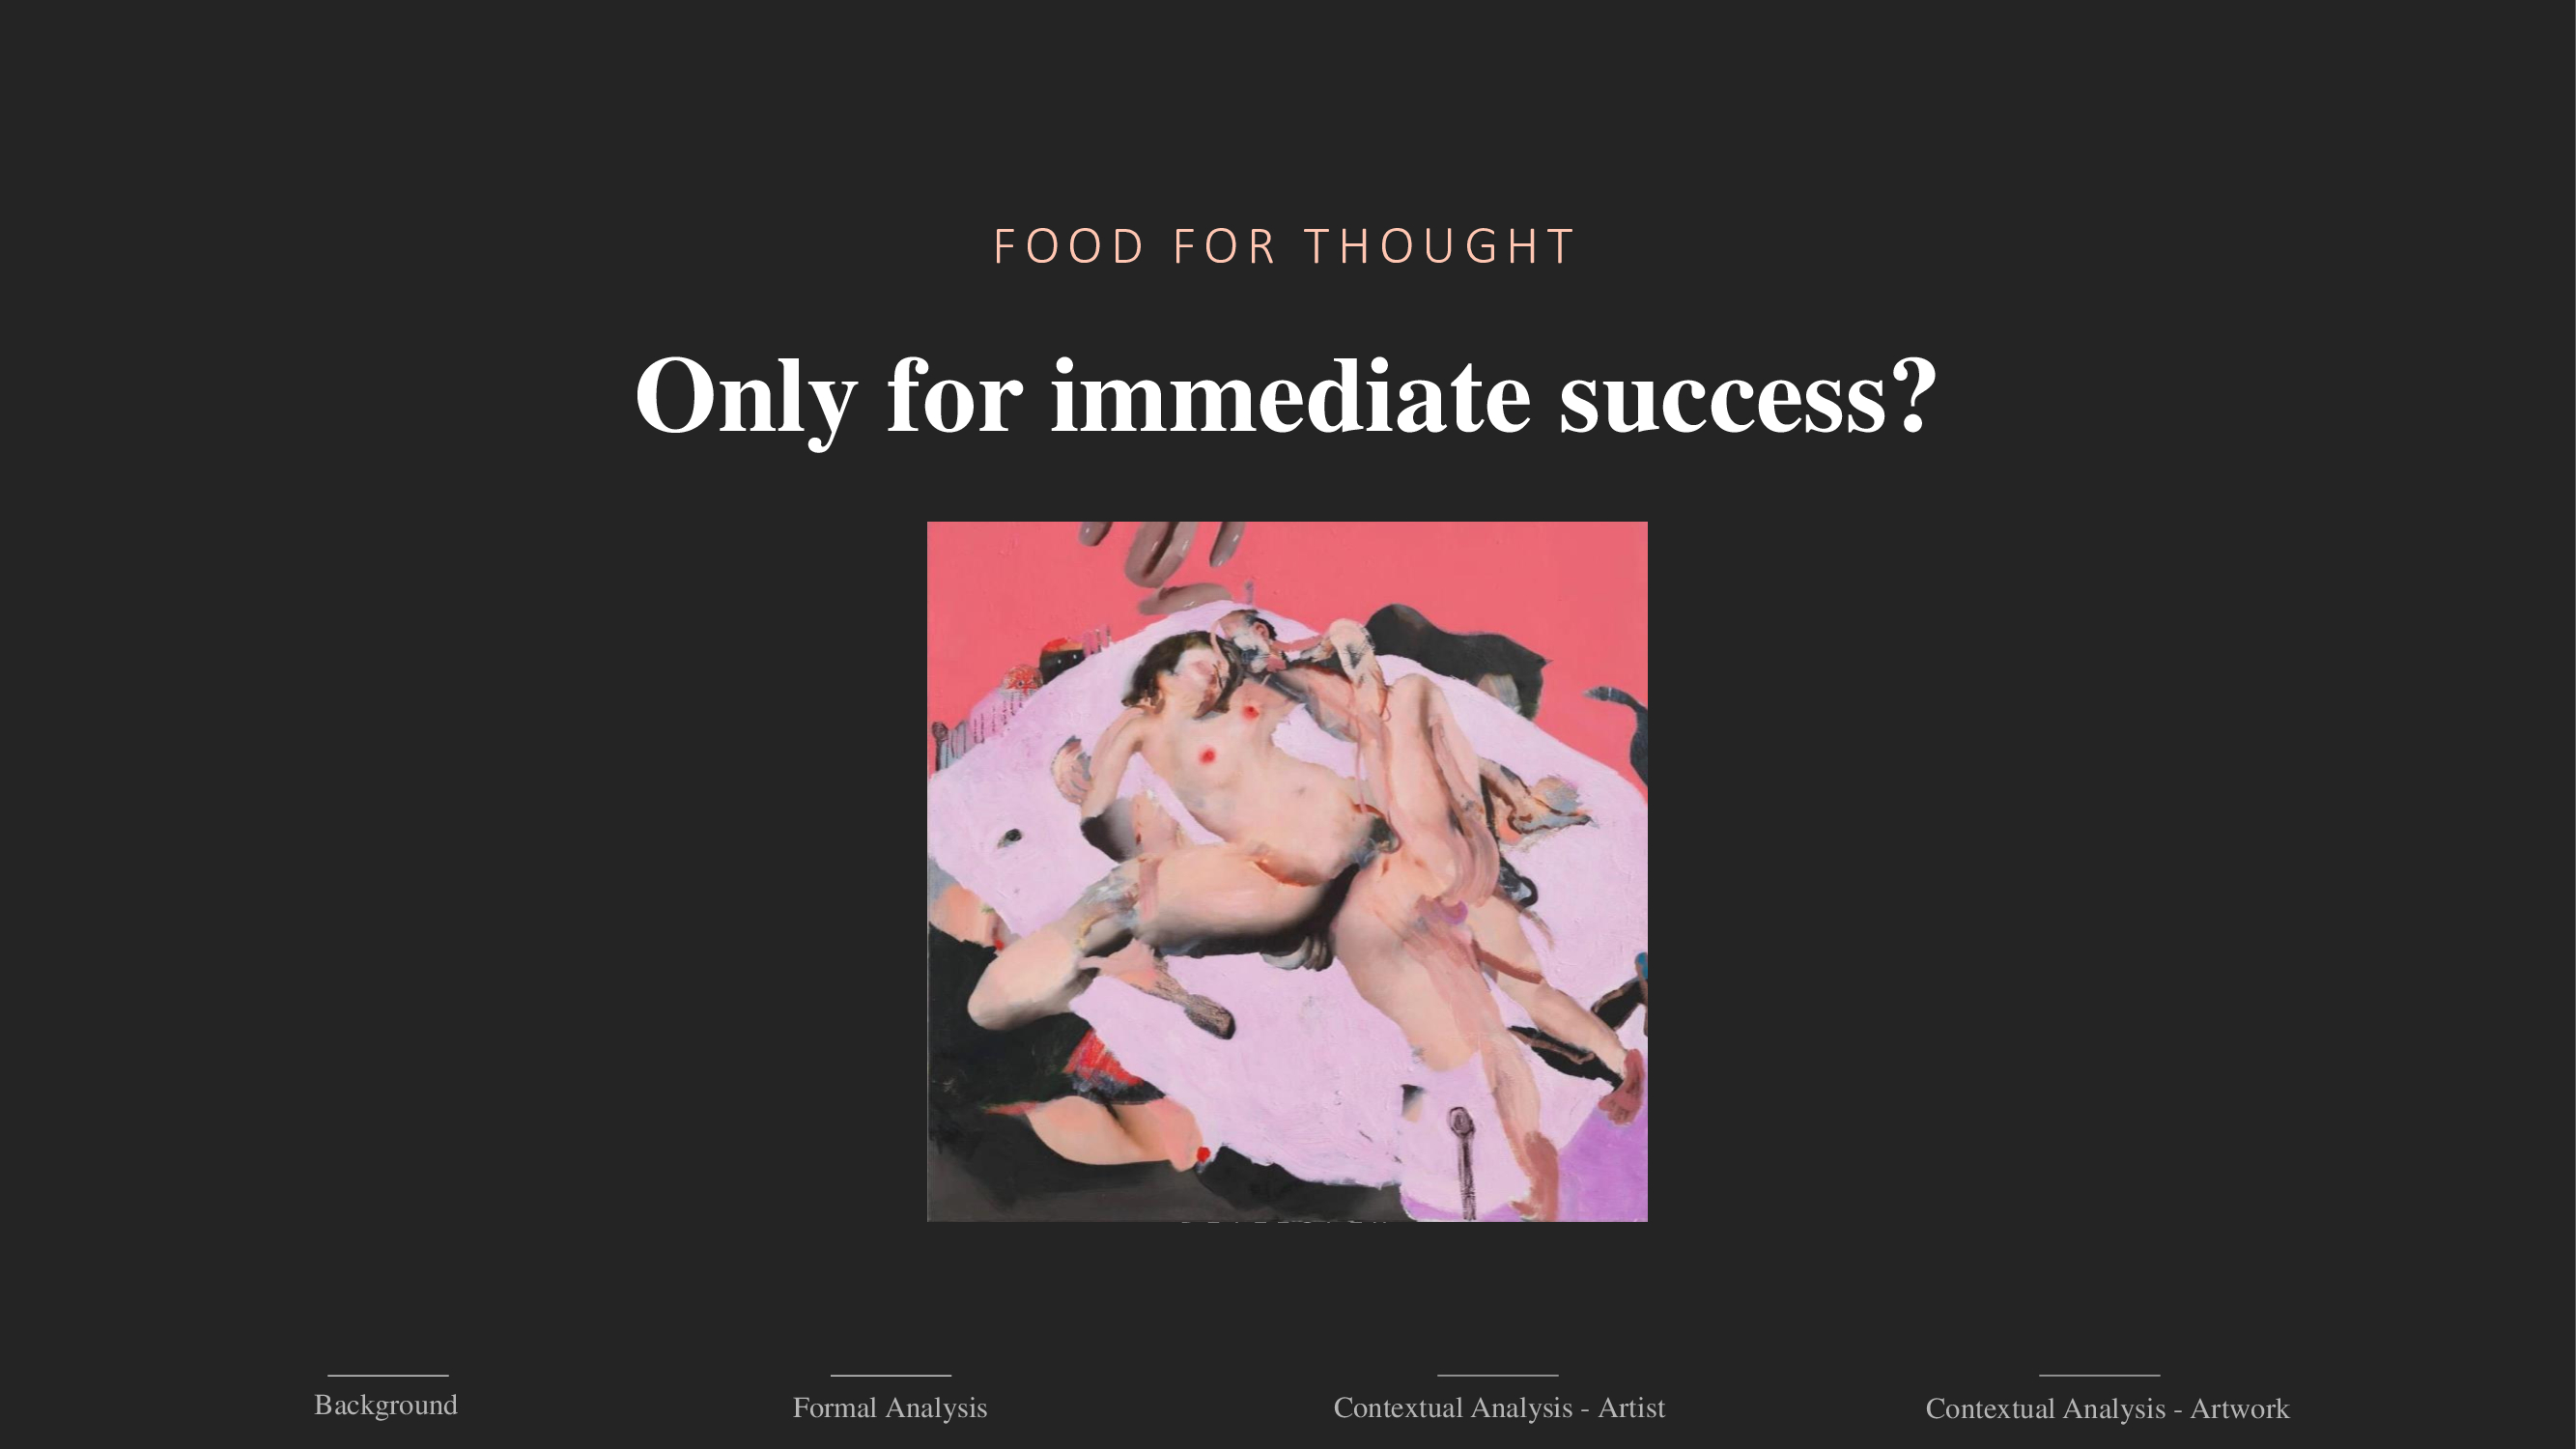 FOOD FOR THOUGHT
Only for immediate success?
Background
Formal Analysis
Contextual Analysis - Artist
Contextual Analysis - Artwork